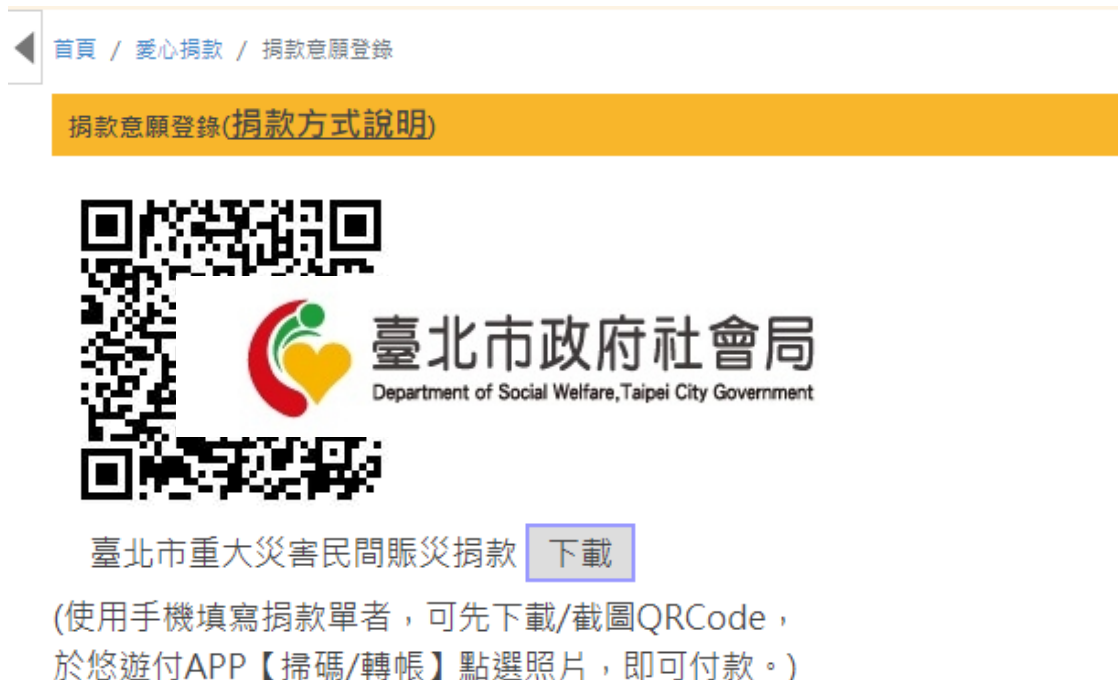 首頁 / 愛心捐款 / 捐款意願登錄
捐款意願登錄(捐款方式說明)
臺北市政府社會局
Department of Social Welfare,Taipei City Government
臺北市重大災害民間賑災捐款 下載
(使用手機填寫捐款單者，可先下載/截圖QRCode，
於悠遊付APP【掃碼/轉帳】點選照片，即可付款。)